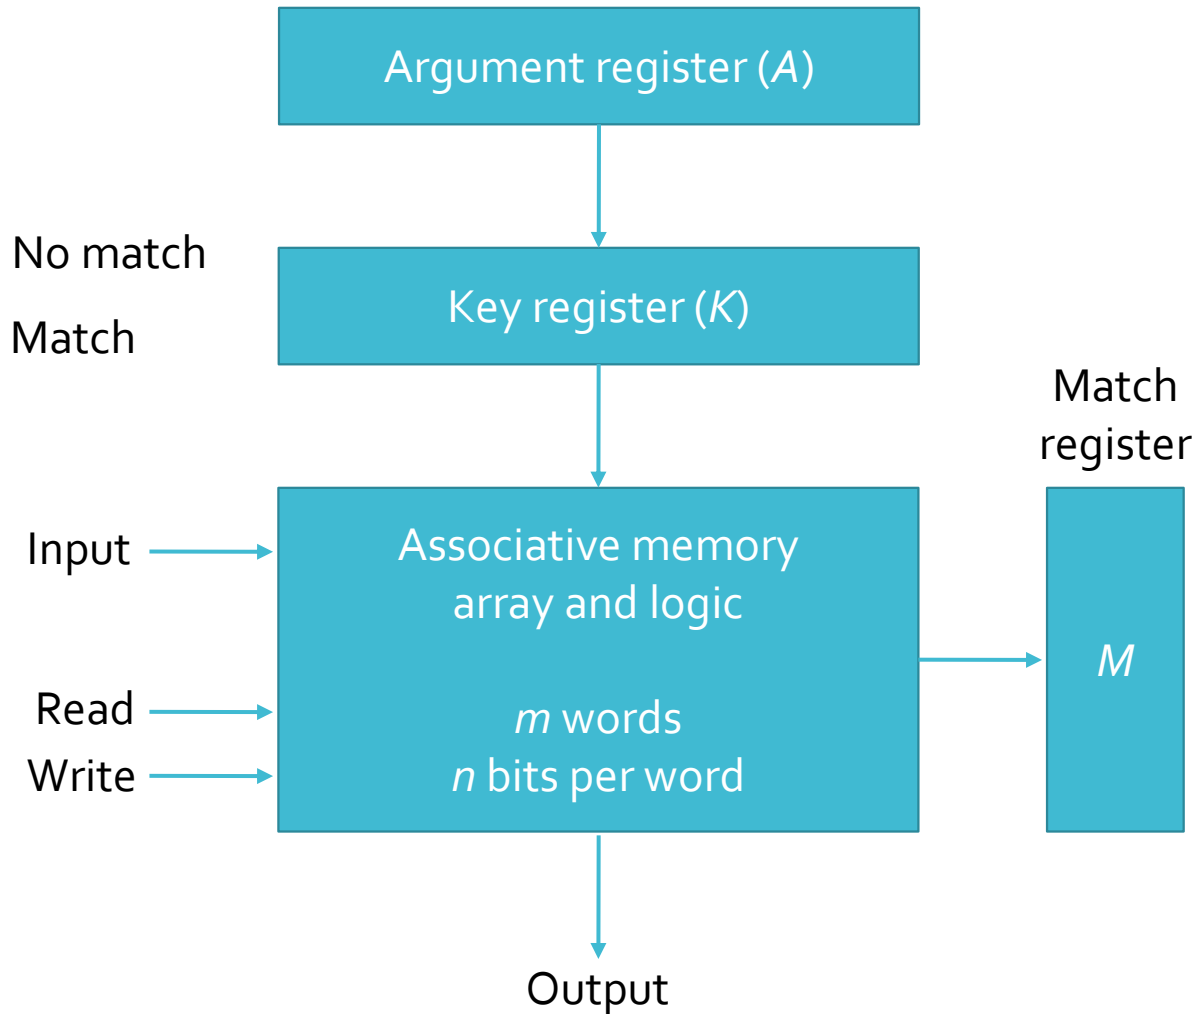 Argument register (A)
No match
Key register (K)
Match
Match
register
Input
Associative memory
array and logic
Read
m words
Write
n bits per word
M
Output